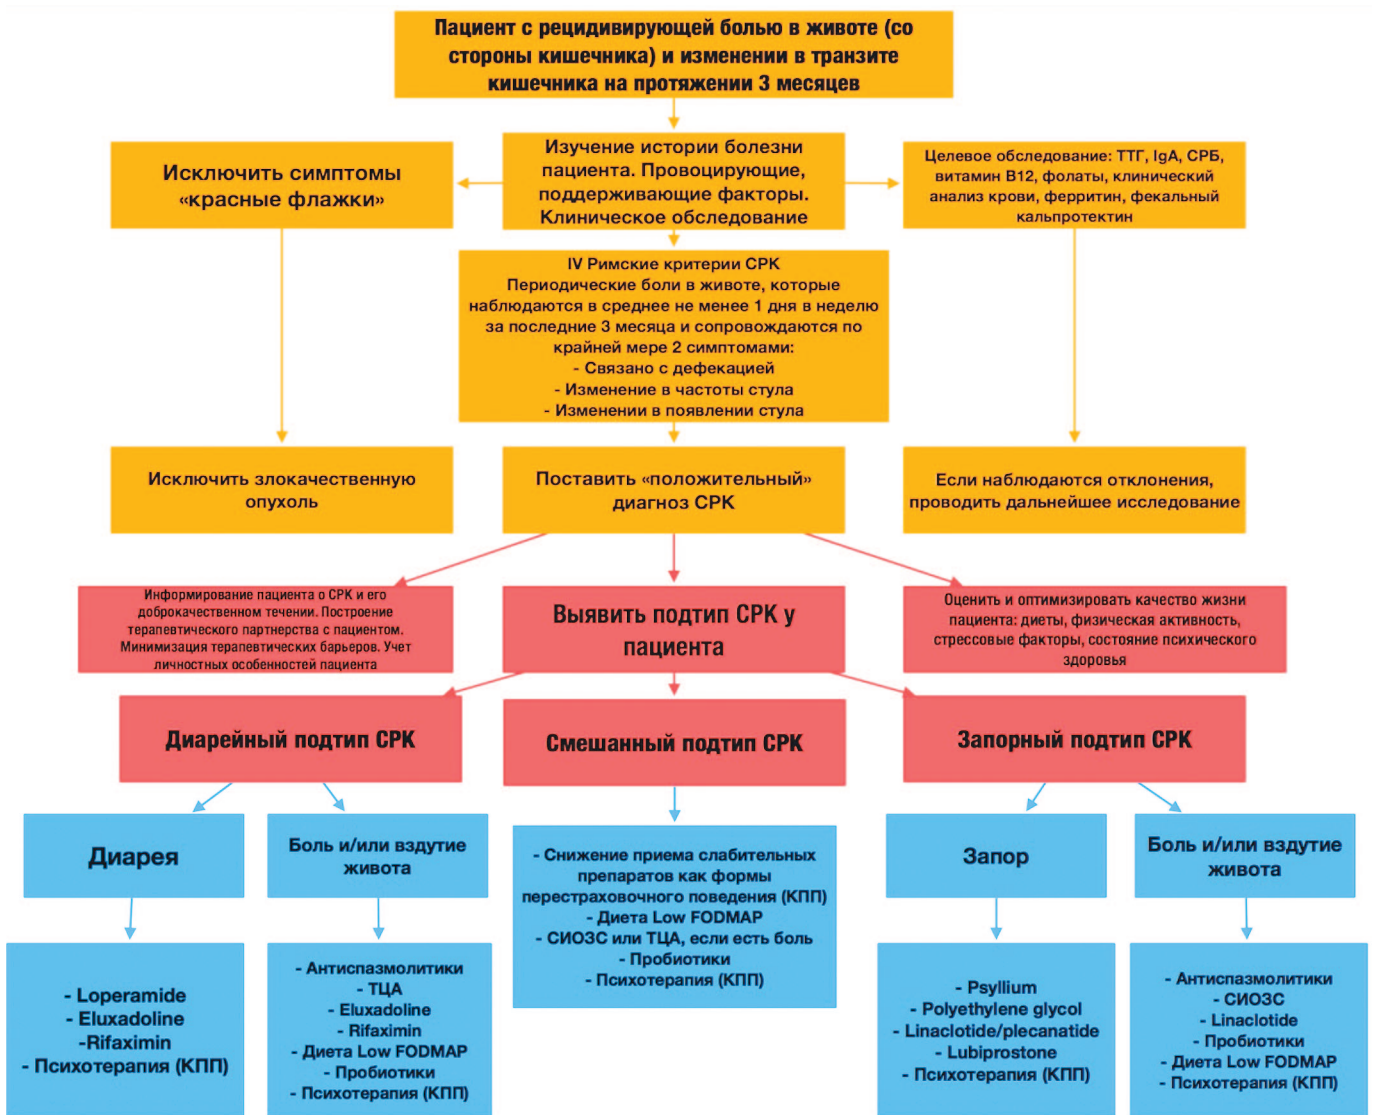 Пациент с рецидивирующей болью в животе (со
стороны кишечника) и изменении в транзите
кишечника на протяжении 3 месяцев
Исключить симптомы
«красные флажки»
Изучение истории болезни
пациента. Провоцирующие,
поддерживающие факторы.
Клиническое обследование
Целевое обследование: ТТГ, IgA, СРБ,
витамин B12, фолаты, клинический
анализ крови, ферритин, фекальный
кальпротектин
IV Римские критерии СРК
Периодические боли в животе, которые
наблюдаются в среднее не менее 1 дня в неделю
за последние 3 месяца и сопровождаются по
крайней мере 2 симптомами:
- Связано с дефекацией
- Изменение в частоты стула
- Изменении в появлении стула
Исключить злокачественную
опухоль
Поставить «положительный»
диагноз СРК
Если наблюдаются отклонения,
проводить дальнейшее исследование
Информирование пациента о СРК и его
доброкачественном течении. Построение
терапевтического партнерства с пациентом.
Минимизация терапевтических барьеров. Учет
личностных особенностей пациента
Выявить подтип СРК у
пациента
Оценить и оптимизировать качество жизни
пациента: диеты, физическая активность,
стрессовые факторы, состояние психического
здоровья
Диарейный подтип СРК
Смешанный подтип СРК
Запорный подтип СРК
Диарея
Боль и/или вздутие
живота
- Снижение приема слабительных
препаратов как формы
перестраховочного поведения (КПП)
- Диета Low FODMAP
- СИОЗС или ТЦА, если есть боль
- Пробиотики
- Психотерапия (КПП)
Запор
Боль и/или вздутие
живота
- Loperamide
- Eluxadoline
-Rifaximin
- Психотерапия (КПП)
- Антиспазмолитики
- ТЦА
- Eluxadoline
- Rifaximin
- Диета Low FODMAP
- Пробиотики
- Психотерапия (КПП)
- Psyllium
- Polyethylene glycol
- Linaclotide/plecanatide
- Lubiprostone
- Психотерапия (КПП)
- Антиспазмолитики
- СИОЗС
- Linaclotide
- Пробиотики
- Диета Low FODMAP
- Психотерапия (КПП)